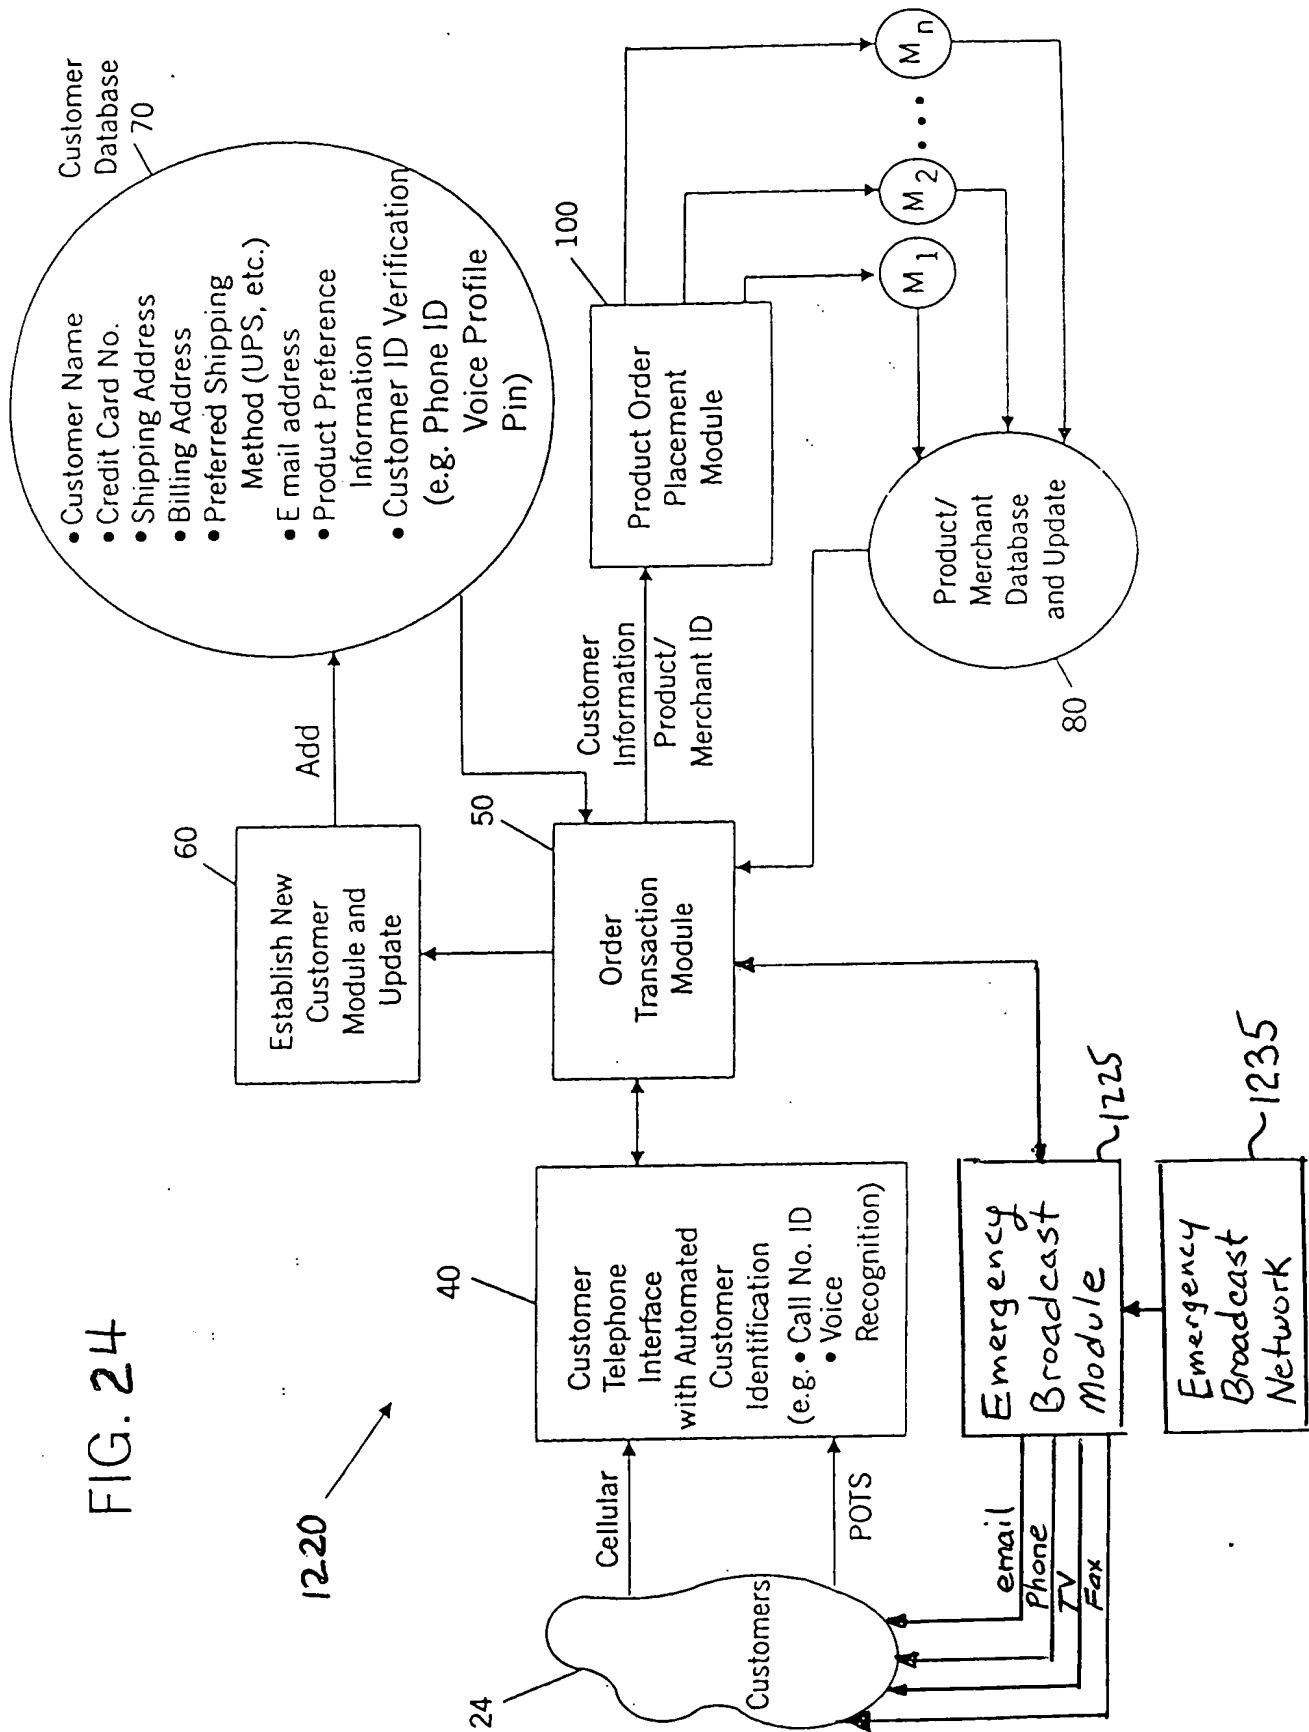 FIG. 24
1220
24
Customers
Cellular
POTS
email
Phone
TV
Fax
40
Customer
Telephone
Interface
with Automated
Customer
Identification
(e.g. • Call No. ID
• Voice
Recognition)
Emergency
Broadcast
Module
1225
Emergency
Broadcast
Network
1235
60
Establish New
Customer
Module and
Update
50
Order
Transaction
Module
Add
Customer
Information
Product/
Merchant ID
Customer
Database
70
• Customer Name
• Credit Card No.
• Shipping Address
• Billing Address
• Preferred Shipping
Method (UPS, etc.)
• E mail address
• Product Preference
Information
• Customer ID Verification
(e.g. Phone ID
Voice Profile
Pin)
100
Product Order
Placement
Module
80
Product/
Merchant
Database
and Update
M1
M2
Mn